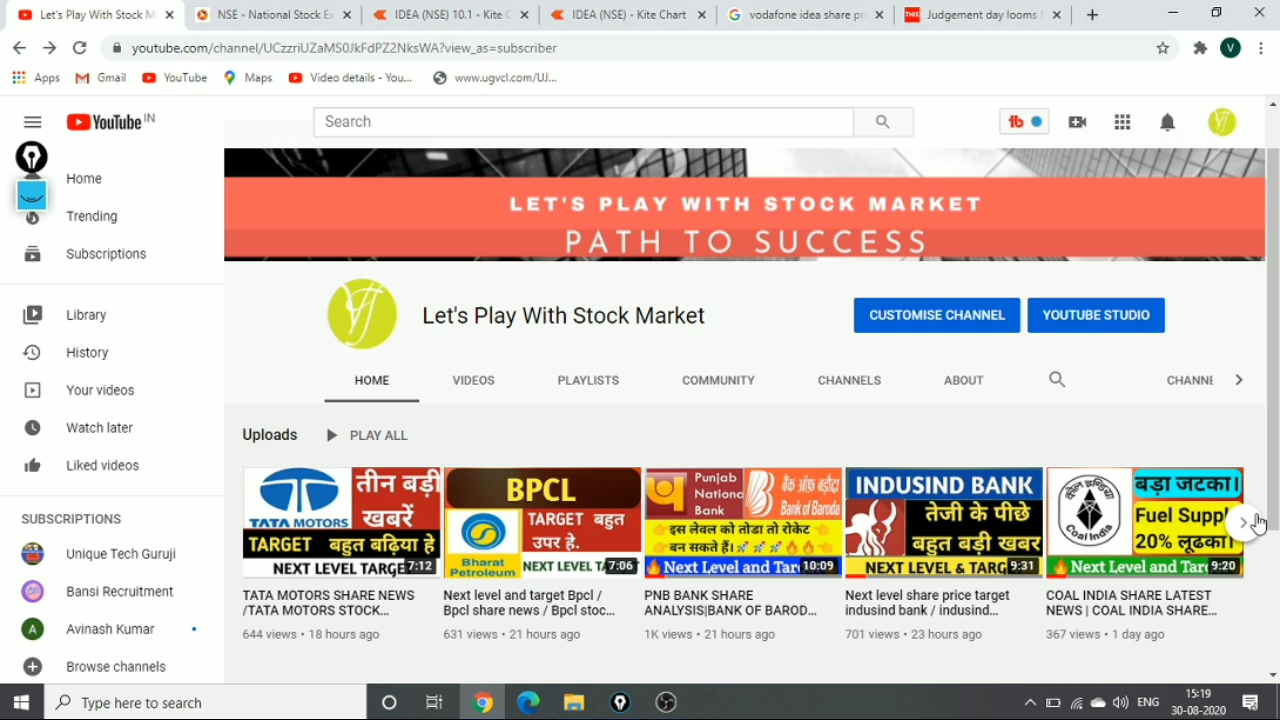 Let's Play With Stock M
NSE - National Stock Ex
IDEA (NSE) 10.1 - Kite C
IDEA (NSE) - Kite Chart
vodafone idea share pr
TNIE
Judgement day looms f
youtube.com/channel/UCzzriUZaMS0JkFdPZ2NksWA?view_as=subscriber
V
Apps
Gmail
YouTube
Maps
Video details - You...
www.ugvcl.com/UJ...
YouTube IN
Search
Home
Trending
Subscriptions
Library
History
Your videos
Watch later
Liked videos
SUBSCRIPTIONS
Unique Tech Guruji
Bansi Recruitment
A
Avinash Kumar
Browse channels
LET'S PLAY WITH STOCK MARKET
PATH TO SUCCESS
Let's Play With Stock Market
CUSTOMISE CHANNEL
YOUTUBE STUDIO
HOME
VIDEOS
PLAYLISTS
COMMUNITY
CHANNELS
ABOUT
CHANNE
Uploads
PLAY ALL
TATA MOTORS
तीन बड़ी
खबरें
TARGET बहुत बढ़िया हे
NEXT LEVEL TARGE
7:12
TATA MOTORS SHARE NEWS
/TATA MOTORS STOCK...
644 views • 18 hours ago
BPCL
Bharat
Petroleum
TARGET बहुत
उपर हे.
NEXT LEVEL TA
7:06
Next level and target Bpcl /
Bpcl share news / Bpcl stoc...
631 views • 21 hours ago
Punjab
Nationa
Bank
बैंक ऑफ़ बड़ौदा
Bank of Baroda
इस लेवल को तोडा तो रोकेट
बन सकते हैं।
Next Level and Tar
10:09
PNB BANK SHARE
ANALYSIS|BANK OF BAROD...
1K views • 21 hours ago
INDUSIND BANK
तेजी के पीछे
बहुत बड़ी खबर
NEXT LEVEL & TARG
9:31
Next level share price target
indusind bank / indusind...
701 views • 23 hours ago
Coal India
बड़ा जटका।
Fuel Suppl
20% लूढका।
Next Level and Tar
9:20
COAL INDIA SHARE LATEST
NEWS | COAL INDIA SHARE...
367 views • 1 day ago
Type here to search
ENG
15:19
30-08-2020